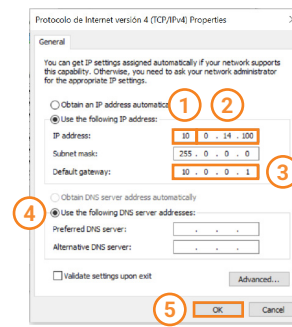 Protocolo de Internet versión 4 (TCP/IPv4) Properties
General
You can get IP settings assigned automatically if your network supports
this capability. Otherwise, you need to ask your network administrator
for the appropriate IP settings.
Obtain an IP address automatica
1 2
Use the following IP address:
IP address: 10 0 . 14 . 100
Subnet mask: 255 . 0 . 0 . 0
Default gateway: 10 . 0 . 0 . 1
3
Obtain DNS server address automatically
4
Use the following DNS server addresses:
Preferred DNS server: . . .
Alternative DNS server: . . .
Validate settings upon exit
Advanced...
5
OK Cancel